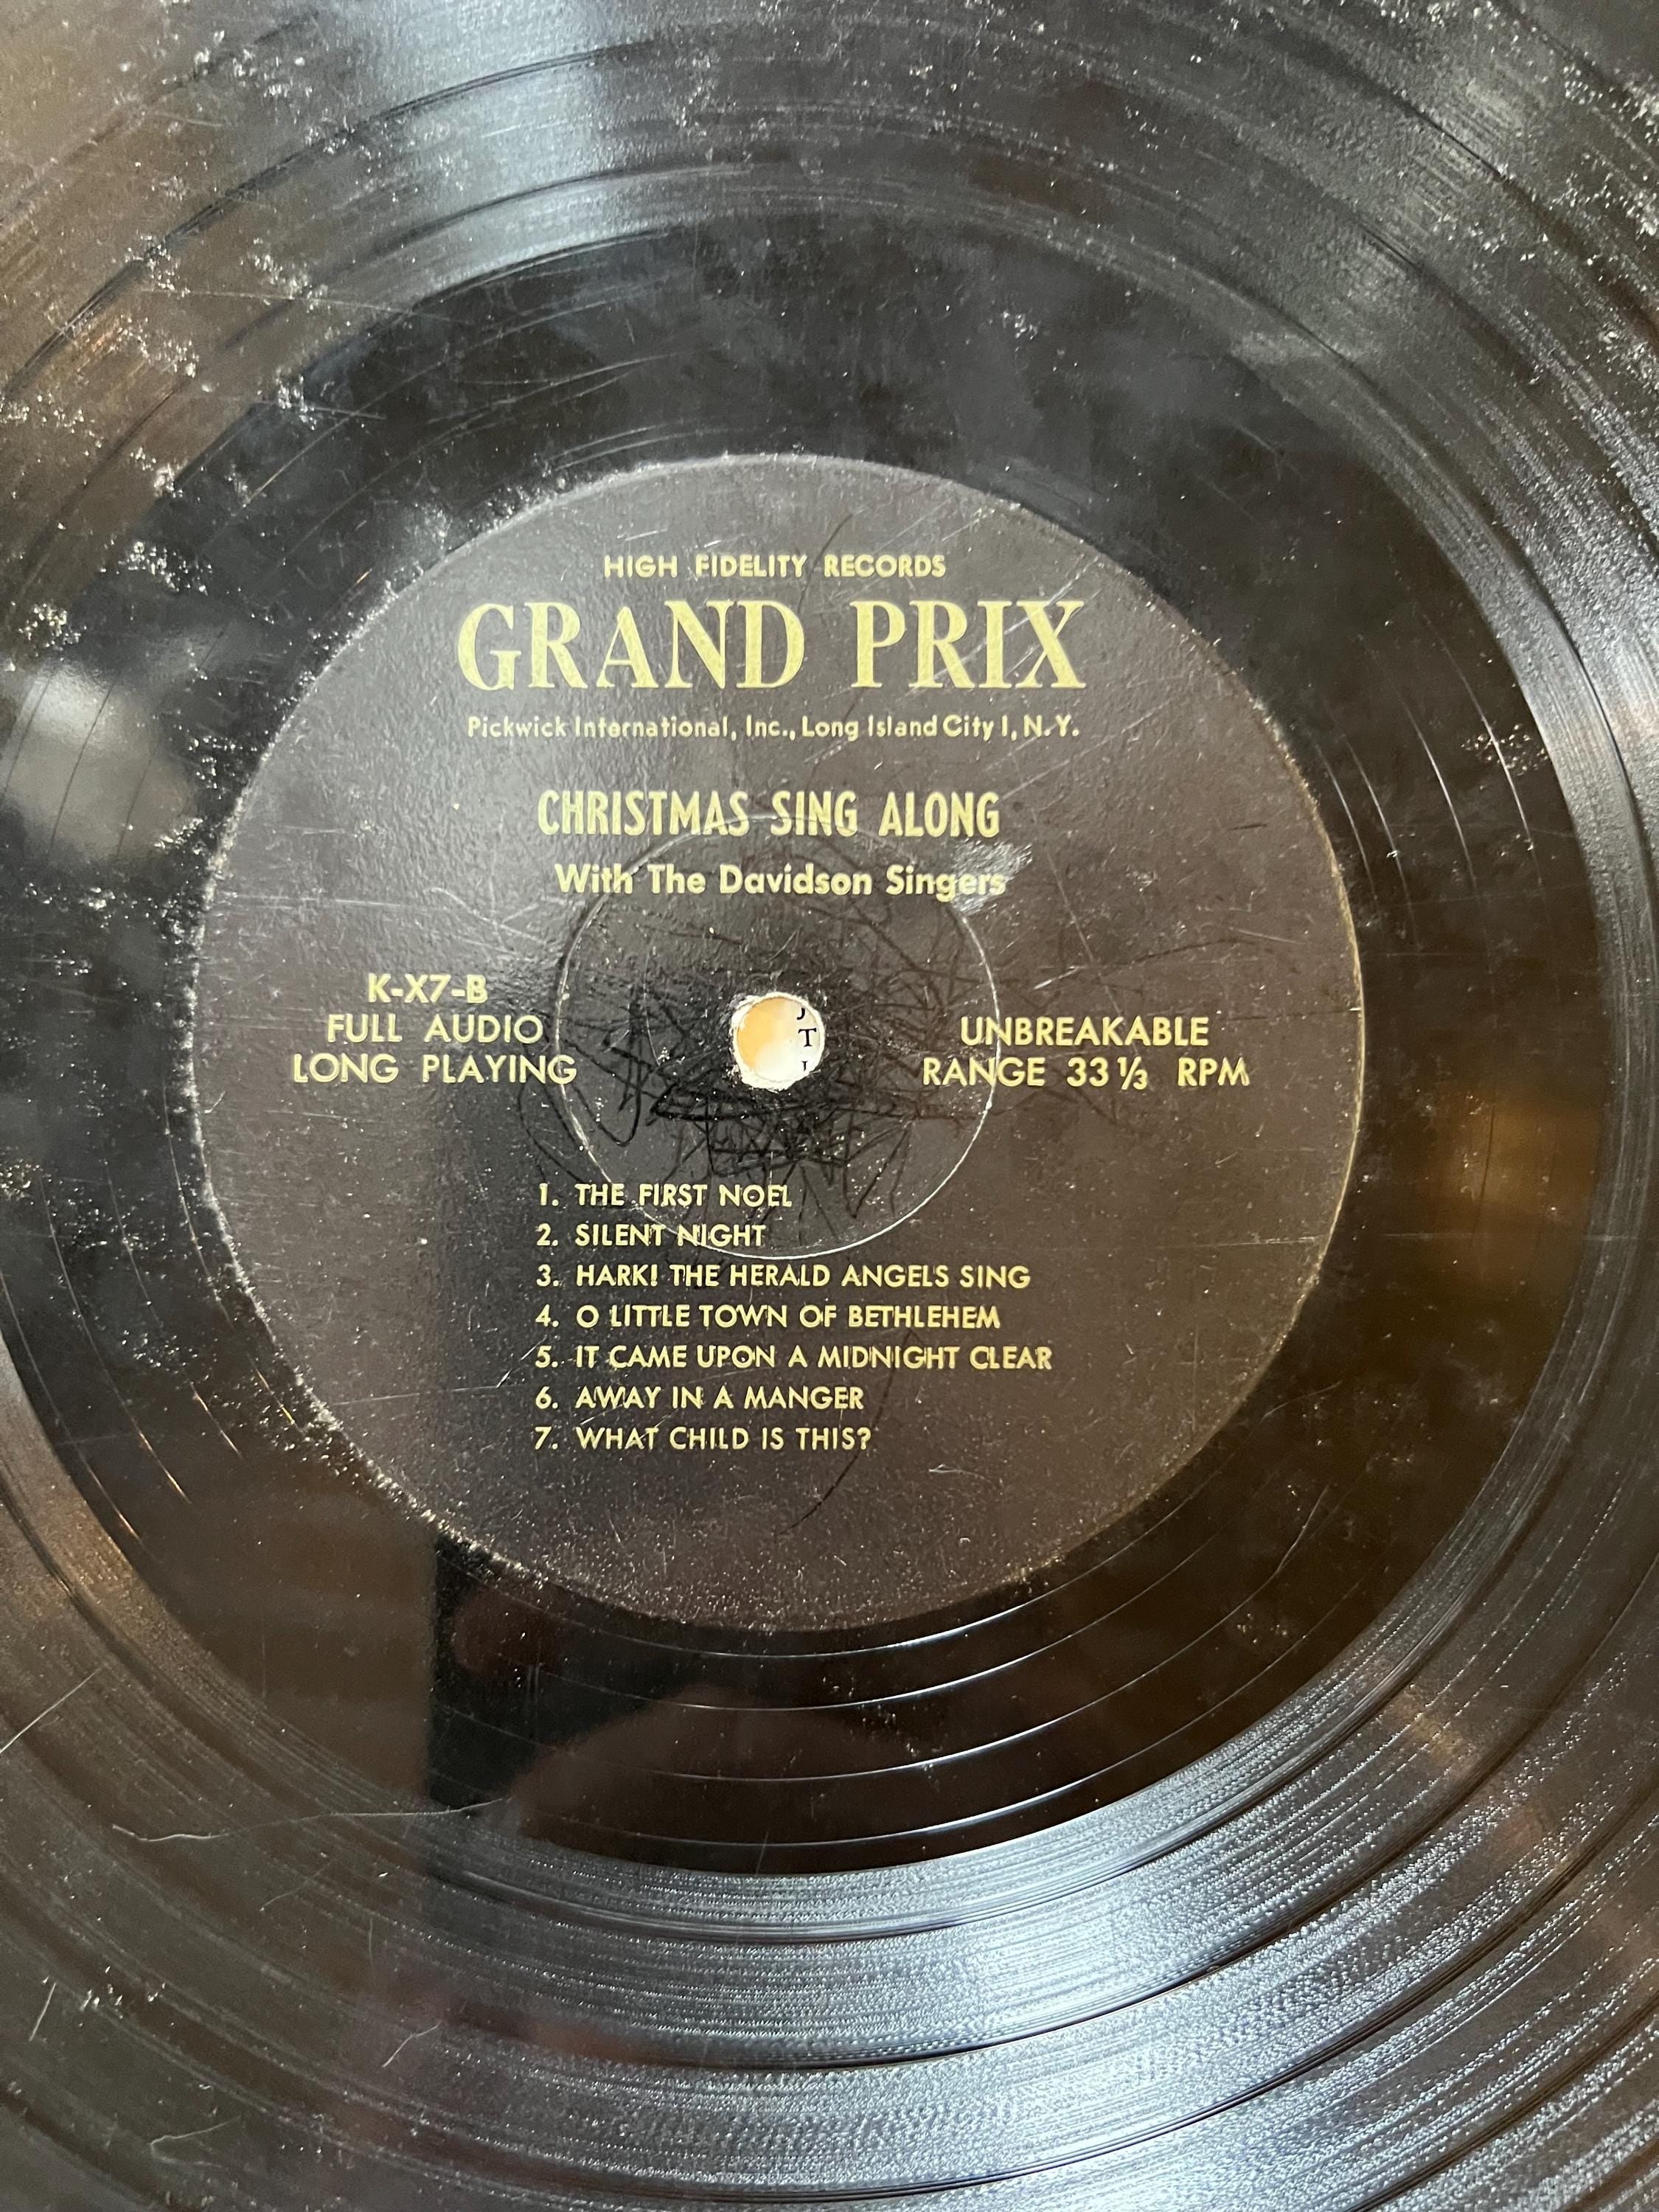 HIGH FIDELITY RECORDS
GRAND PRIX
Pickwick International, Inc., Long Island City 1, N.Y.
CHRISTMAS SING ALONG
With The Davidson Singers
K-X7-B
FULL AUDIO
LONG PLAYING
UNBREAKABLE
RANGE 33 ⅓ RPM
1. THE FIRST NOEL
2. SILENT NIGHT
3. HARK! THE HERALD ANGELS SING
4. O LITTLE TOWN OF BETHLEHEM
5. IT CAME UPON A MIDNIGHT CLEAR
6. AWAY IN A MANGER
7. WHAT CHILD IS THIS?